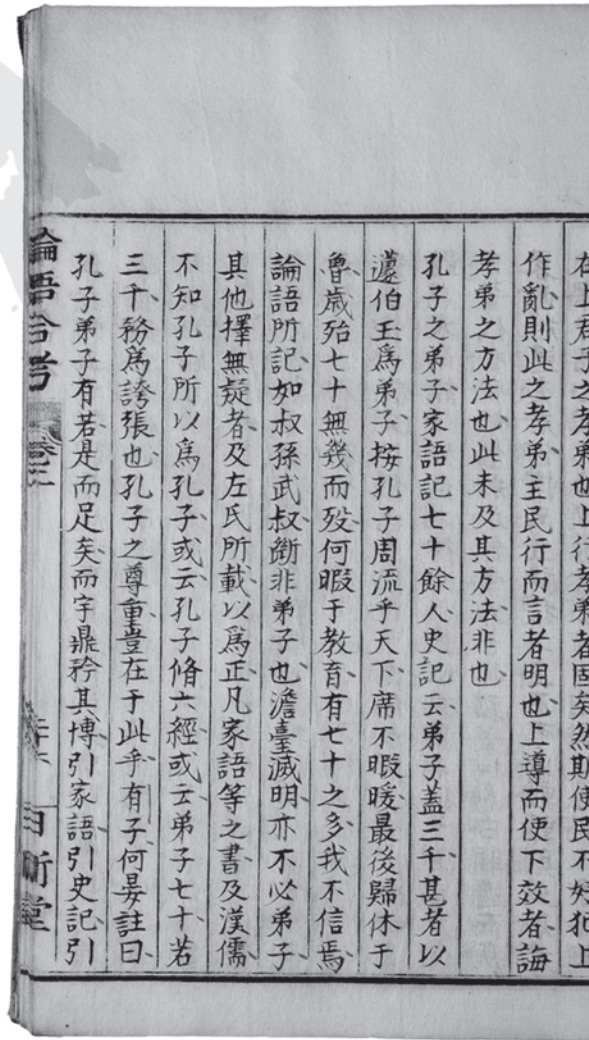 在上君子之孝弟也上行孝弟者固矣然斯使民不好犯上
作亂則此之孝弟主民行而言者明也上導而使下效者誨
孝弟之方法也此未及其方法非也
孔子之弟子家語記七十餘人史記云弟子蓋三千甚者以
蘧伯玉爲弟子按孔子周流乎天下席不暇暖最後歸休于
魯歲殆七十無幾而歿何暇于教育有七十之多我不信焉
論語所記如叔孫武叔斷非弟子也澹臺滅明亦不必弟子
其他擇無疑者及左氏所載以爲正凡家語等之書及漢儒
不知孔子所以爲孔子或云孔子脩六經或云弟子七十若
三千務爲誇張也孔子之尊重豈在于此乎有子何晏註曰
孔子弟子有若是而足矣而宇鼎矜其博引家語引史記引
論語合考
卷之二
日新堂